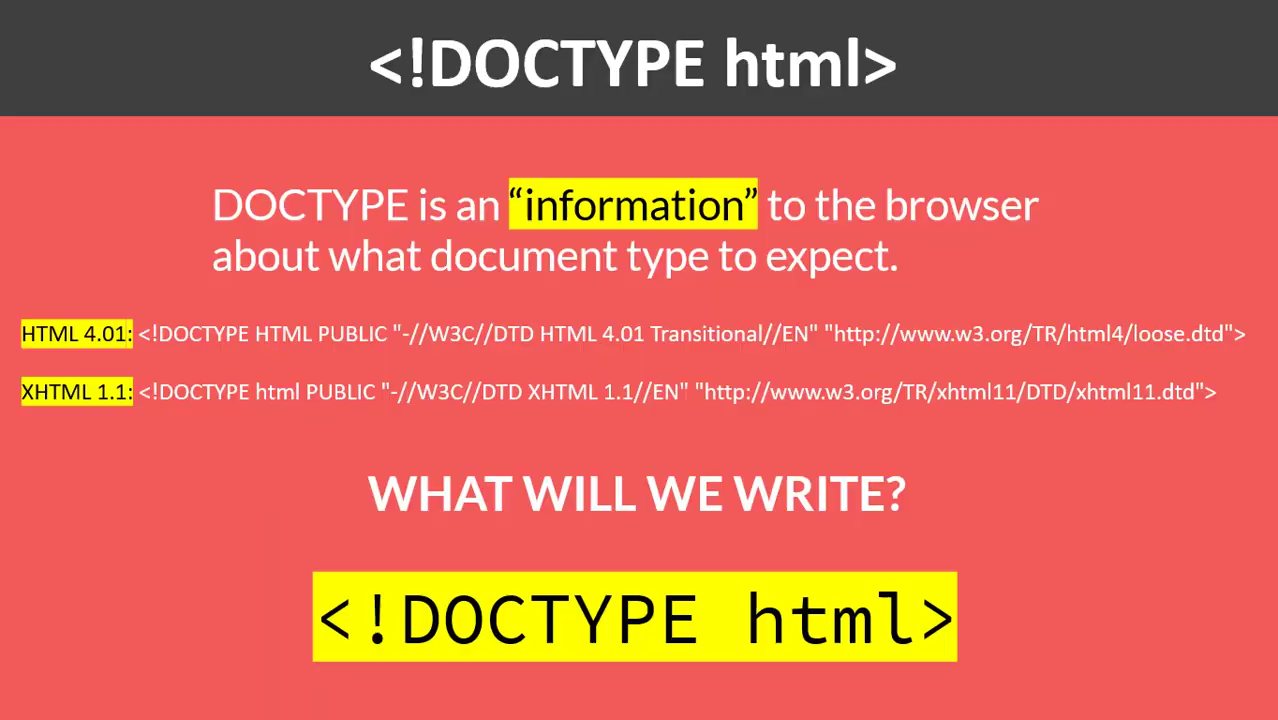 <!DOCTYPE html>
DOCTYPE is an “information” to the browser
about what document type to expect.
HTML 4.01: <!DOCTYPE HTML PUBLIC "-//W3C//DTD HTML 4.01 Transitional//EN" "http://www.w3.org/TR/html4/loose.dtd">
XHTML 1.1: <!DOCTYPE html PUBLIC "-//W3C//DTD XHTML 1.1//EN" "http://www.w3.org/TR/xhtml11/DTD/xhtml11.dtd">
WHAT WILL WE WRITE?
<!DOCTYPE html>